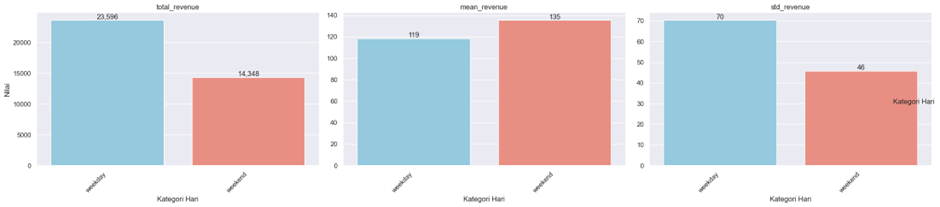 total_revenue
mean_revenue
std_revenue
23,596
14,348
20000
15000
10000
5000
0
Nilai
weekday
weekend
Kategori Hari
119
135
140
120
100
80
60
40
20
0
weekday
weekend
Kategori Hari
70
46
70
60
50
40
30
20
10
0
weekday
weekend
Kategori Hari
Kategori Hari